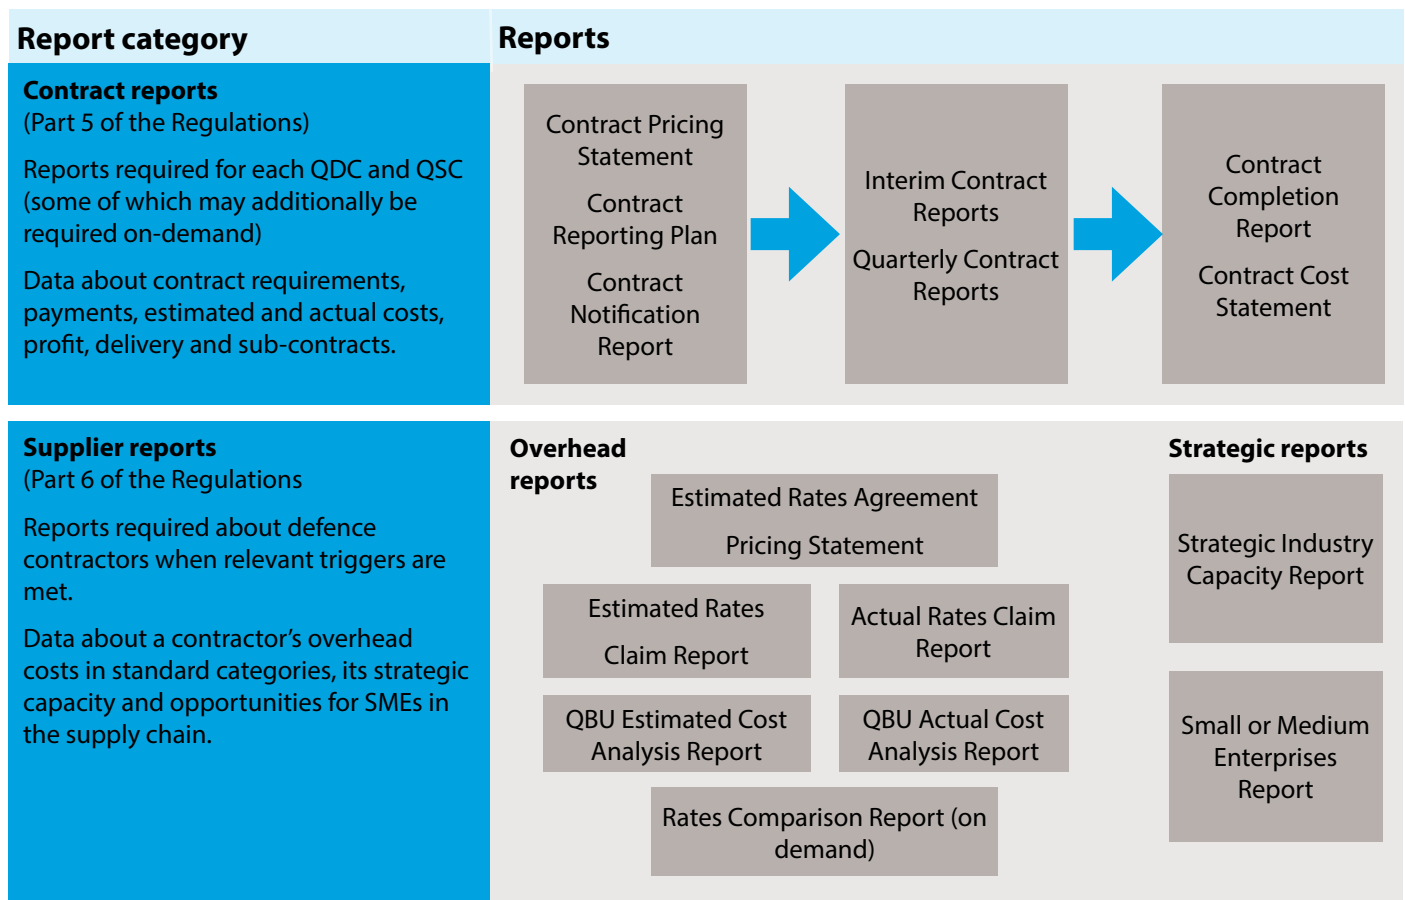 Report category
Reports
Contract reports
(Part 5 of the Regulations)
Reports required for each QDC and QSC
(some of which may additionally be
required on-demand)
Data about contract requirements,
payments, estimated and actual costs,
profit, delivery and sub-contracts.
Contract Pricing
Statement
Contract
Reporting Plan
Contract
Notification
Report
Interim Contract
Reports
Quarterly Contract
Reports
Contract
Completion
Report
Contract Cost
Statement
Supplier reports
(Part 6 of the Regulations
Reports required about defence
contractors when relevant triggers are
met.
Data about a contractor’s overhead
costs in standard categories, its strategic
capacity and opportunities for SMEs in
the supply chain.
Overhead
reports
Estimated Rates Agreement
Pricing Statement
Estimated Rates
Claim Report
Actual Rates Claim
Report
QBU Estimated Cost
Analysis Report
QBU Actual Cost
Analysis Report
Rates Comparison Report (on
demand)
Strategic reports
Strategic Industry
Capacity Report
Small or Medium
Enterprises
Report